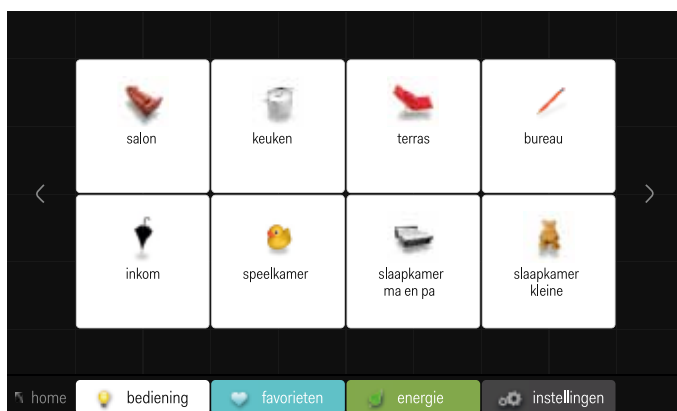 salon
keuken
terras
bureau
inkom
speelkamer
slaapkamer
ma en pa
slaapkamer
kleine
home
bediening
favorieten
energie
instellingen